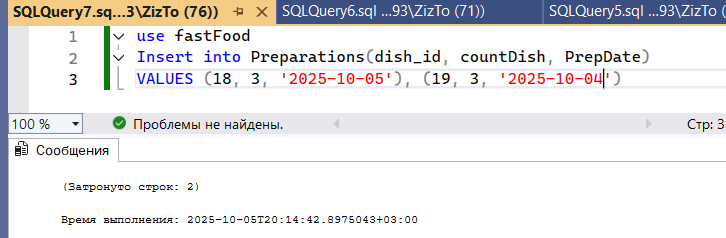 SQLQuery7.sq...3\ZizTo (76))* SQLQuery6.sql ...93\ZizTo (71)) SQLQuery5.sql ...93\ZizTo
1 use fastFood
2 Insert into Preparations(dish_id, countDish, PrepDate)
3 VALUES (18, 3, '2025-10-05'), (19, 3, '2025-10-04')
100 % Проблемы не найдены. Стр: 3
Сообщения
(Затронуто строк: 2)
Время выполнения: 2025-10-05T20:14:42.8975043+03:00